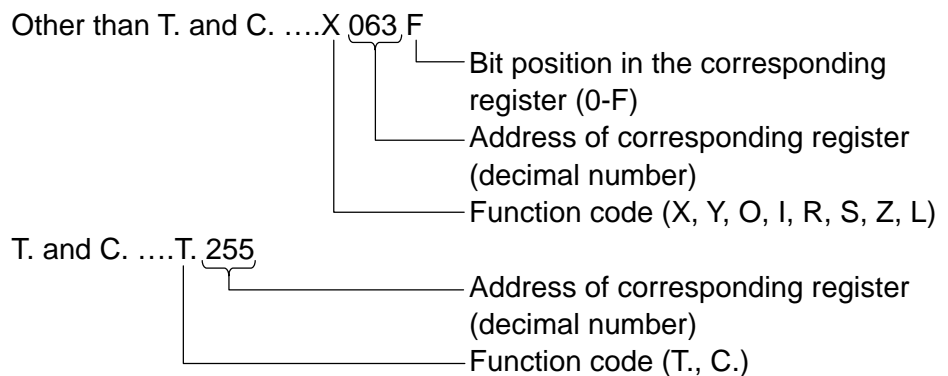 Other than T. and C. ….X 063 F
Bit position in the corresponding
register (0-F)
Address of corresponding register
(decimal number)
Function code (X, Y, O, I, R, S, Z, L)
T. and C. ….T. 255
Address of corresponding register
(decimal number)
Function code (T., C.)